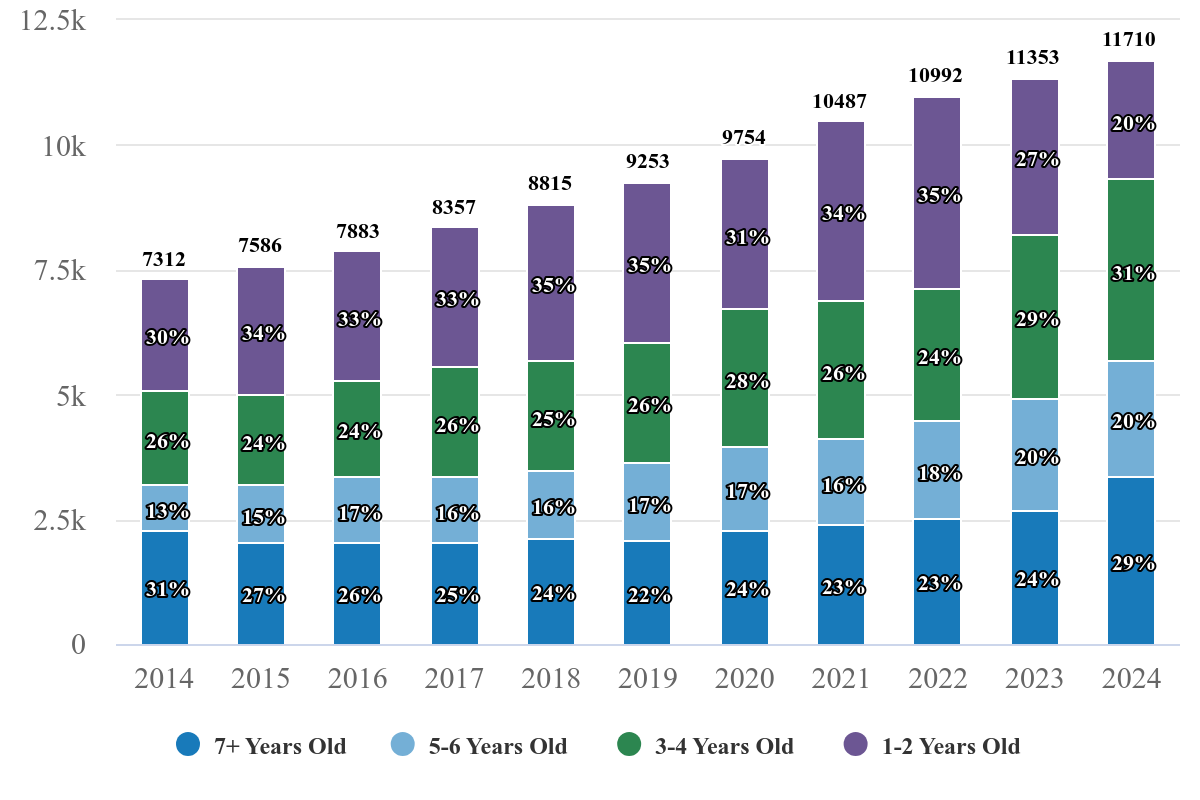 12.5k
11710
11353
10992
10487
10k
9754
9253
8815
8357
7883
7586
7312
7.5k
5k
2.5k
0
30% 34% 33% 33% 35% 35% 31% 34% 35% 27% 20%
26% 24% 24% 26% 25% 26% 28% 26% 24% 29% 31%
13% 15% 17% 16% 16% 17% 17% 16% 18% 20% 20%
31% 27% 26% 25% 24% 22% 24% 23% 23% 24% 29%
2014 2015 2016 2017 2018 2019 2020 2021 2022 2023 2024
7+ Years Old 5-6 Years Old 3-4 Years Old 1-2 Years Old